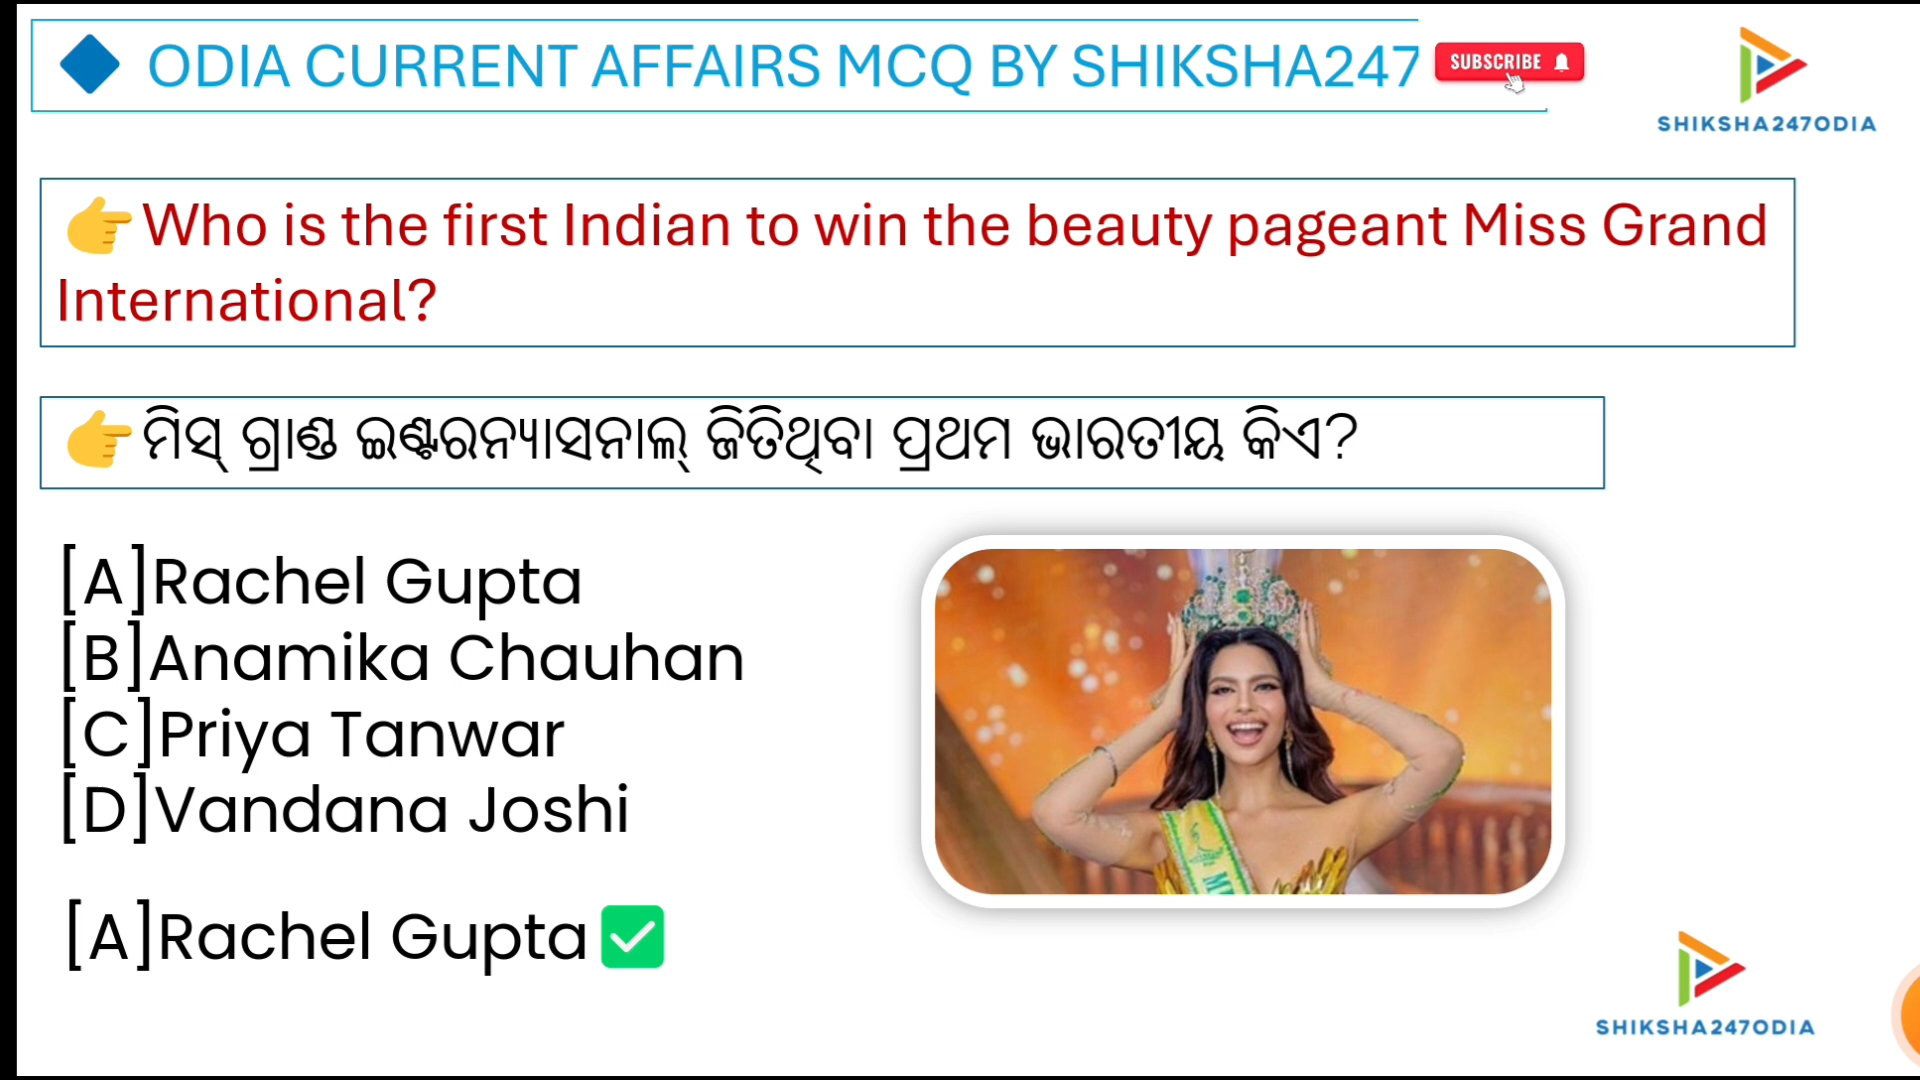 ODIA CURRENT AFFAIRS MCQ BY SHIKSHA247
SUBSCRIBE
SHIKSHA247ODIA
👉Who is the first Indian to win the beauty pageant Miss Grand
International?
👉ମିସ୍ ଗ୍ରାଣ୍ଡ ଇଣ୍ଟରନ୍ୟାସନାଲ୍ ଜିତିଥିବା ପ୍ରଥମ ଭାରତୀୟ କିଏ?
[A]Rachel Gupta
[B]Anamika Chauhan
[C]Priya Tanwar
[D]Vandana Joshi
[A]Rachel Gupta✅
SHIKSHA247ODIA